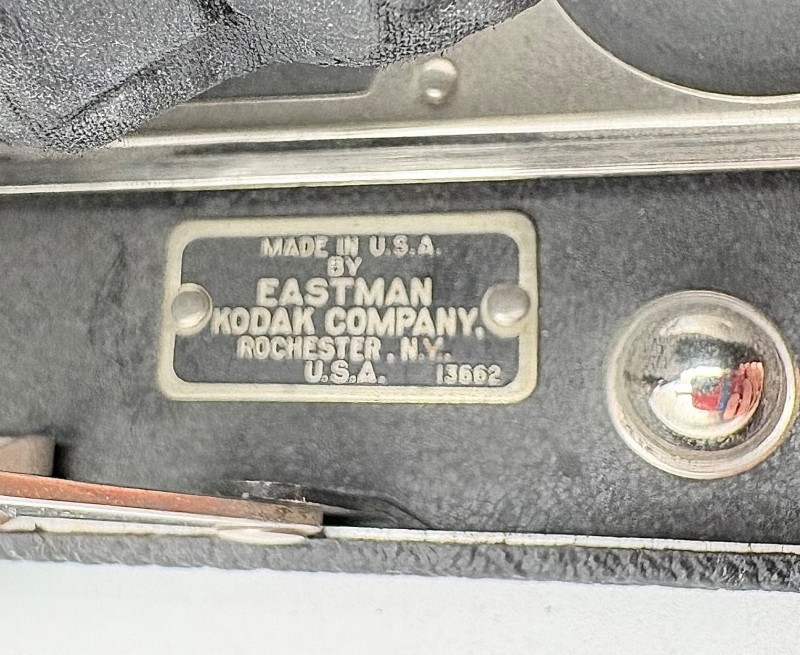 MADE IN U.S.A.
BY
EASTMAN
KODAK COMPANY,
ROCHESTER, N.Y.
U.S.A. 13662